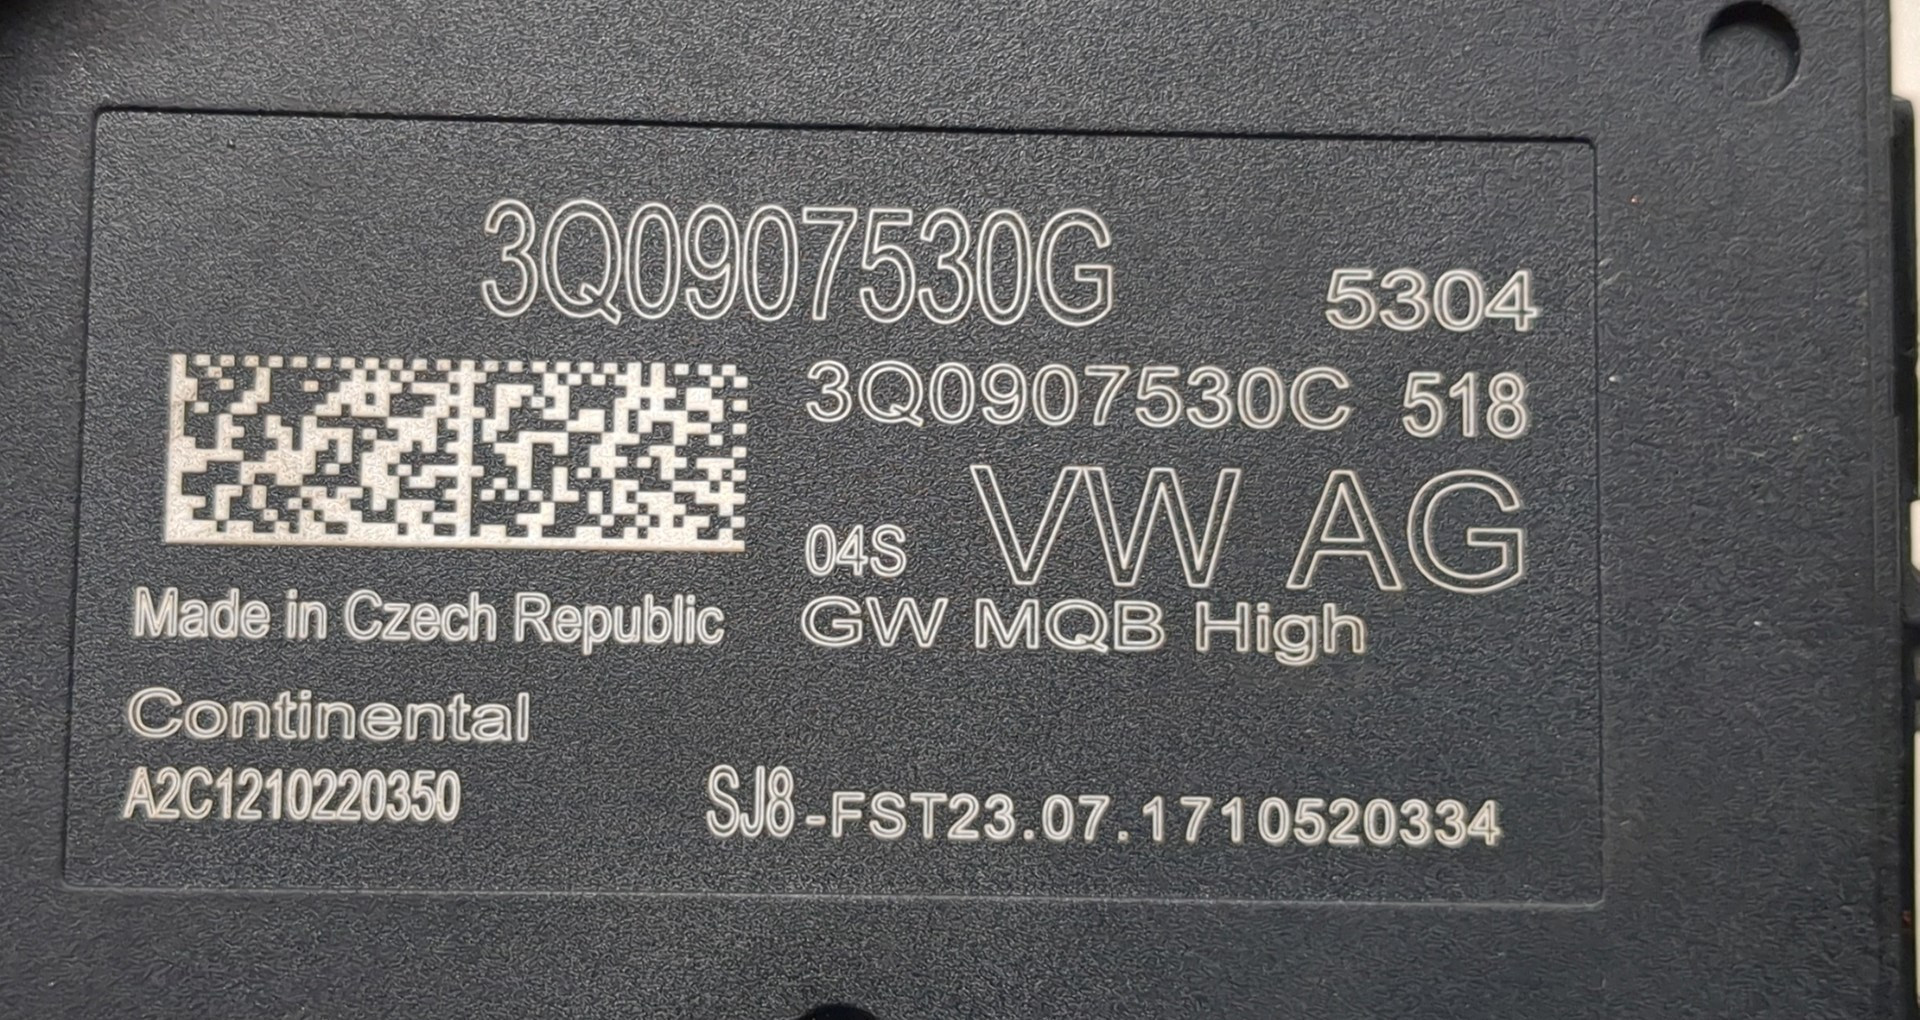 3Q0907530G
5304
3Q0907530C 518
04S VW AG
Made in Czech Republic
GW MQB High
Continental
A2C1210220350
SJ8-FST23.07.1710520334